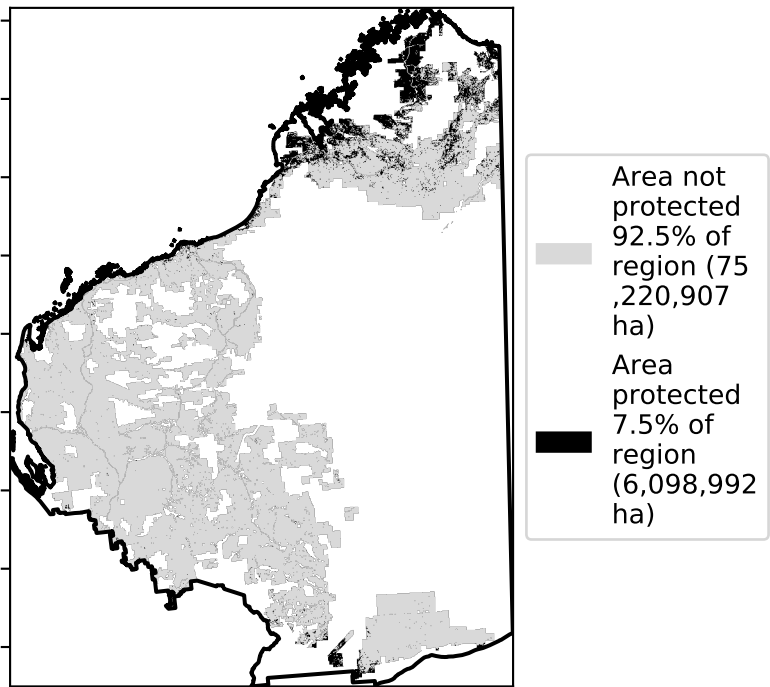 Area not
protected
92.5% of
region (75
,220,907
ha)
Area
protected
7.5% of
region
(6,098,992
ha)